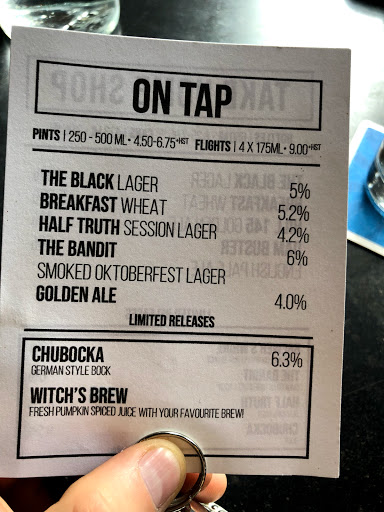 ON TAP
PINTS | 250 - 500 ML • 4.50-6.75+HST FLIGHTS | 4 X 175ML • 9.00+HST
THE BLACK LAGER 5%
BREAKFAST WHEAT 5.2%
HALF TRUTH SESSION LAGER 4.2%
THE BANDIT 6%
SMOKED OKTOBERFEST LAGER
GOLDEN ALE 4.0%
LIMITED RELEASES
CHUBOCKA 6.3%
GERMAN STYLE BOCK
WITCH'S BREW
FRESH PUMPKIN SPICED JUICE WITH YOUR FAVOURITE BREW!